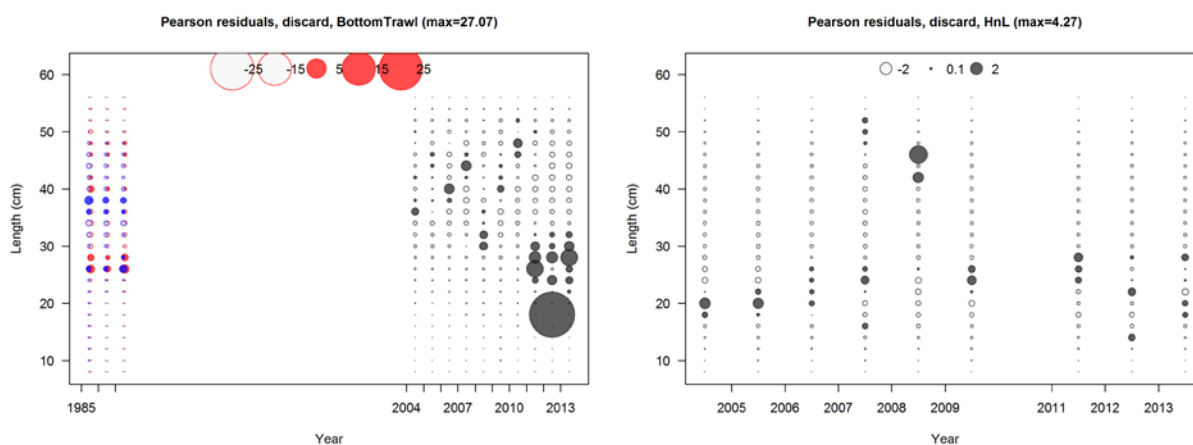 Pearson residuals, discard, BottomTrawl (max=27.07)
-25 -15 5 15 25
Length (cm)
60
50
40
30
20
10
1985 2004 2007 2010 2013
Year
Pearson residuals, discard, HnL (max=4.27)
-2 0.1 2
Length (cm)
60
50
40
30
20
10
2005 2006 2007 2008 2009 2011 2012 2013
Year